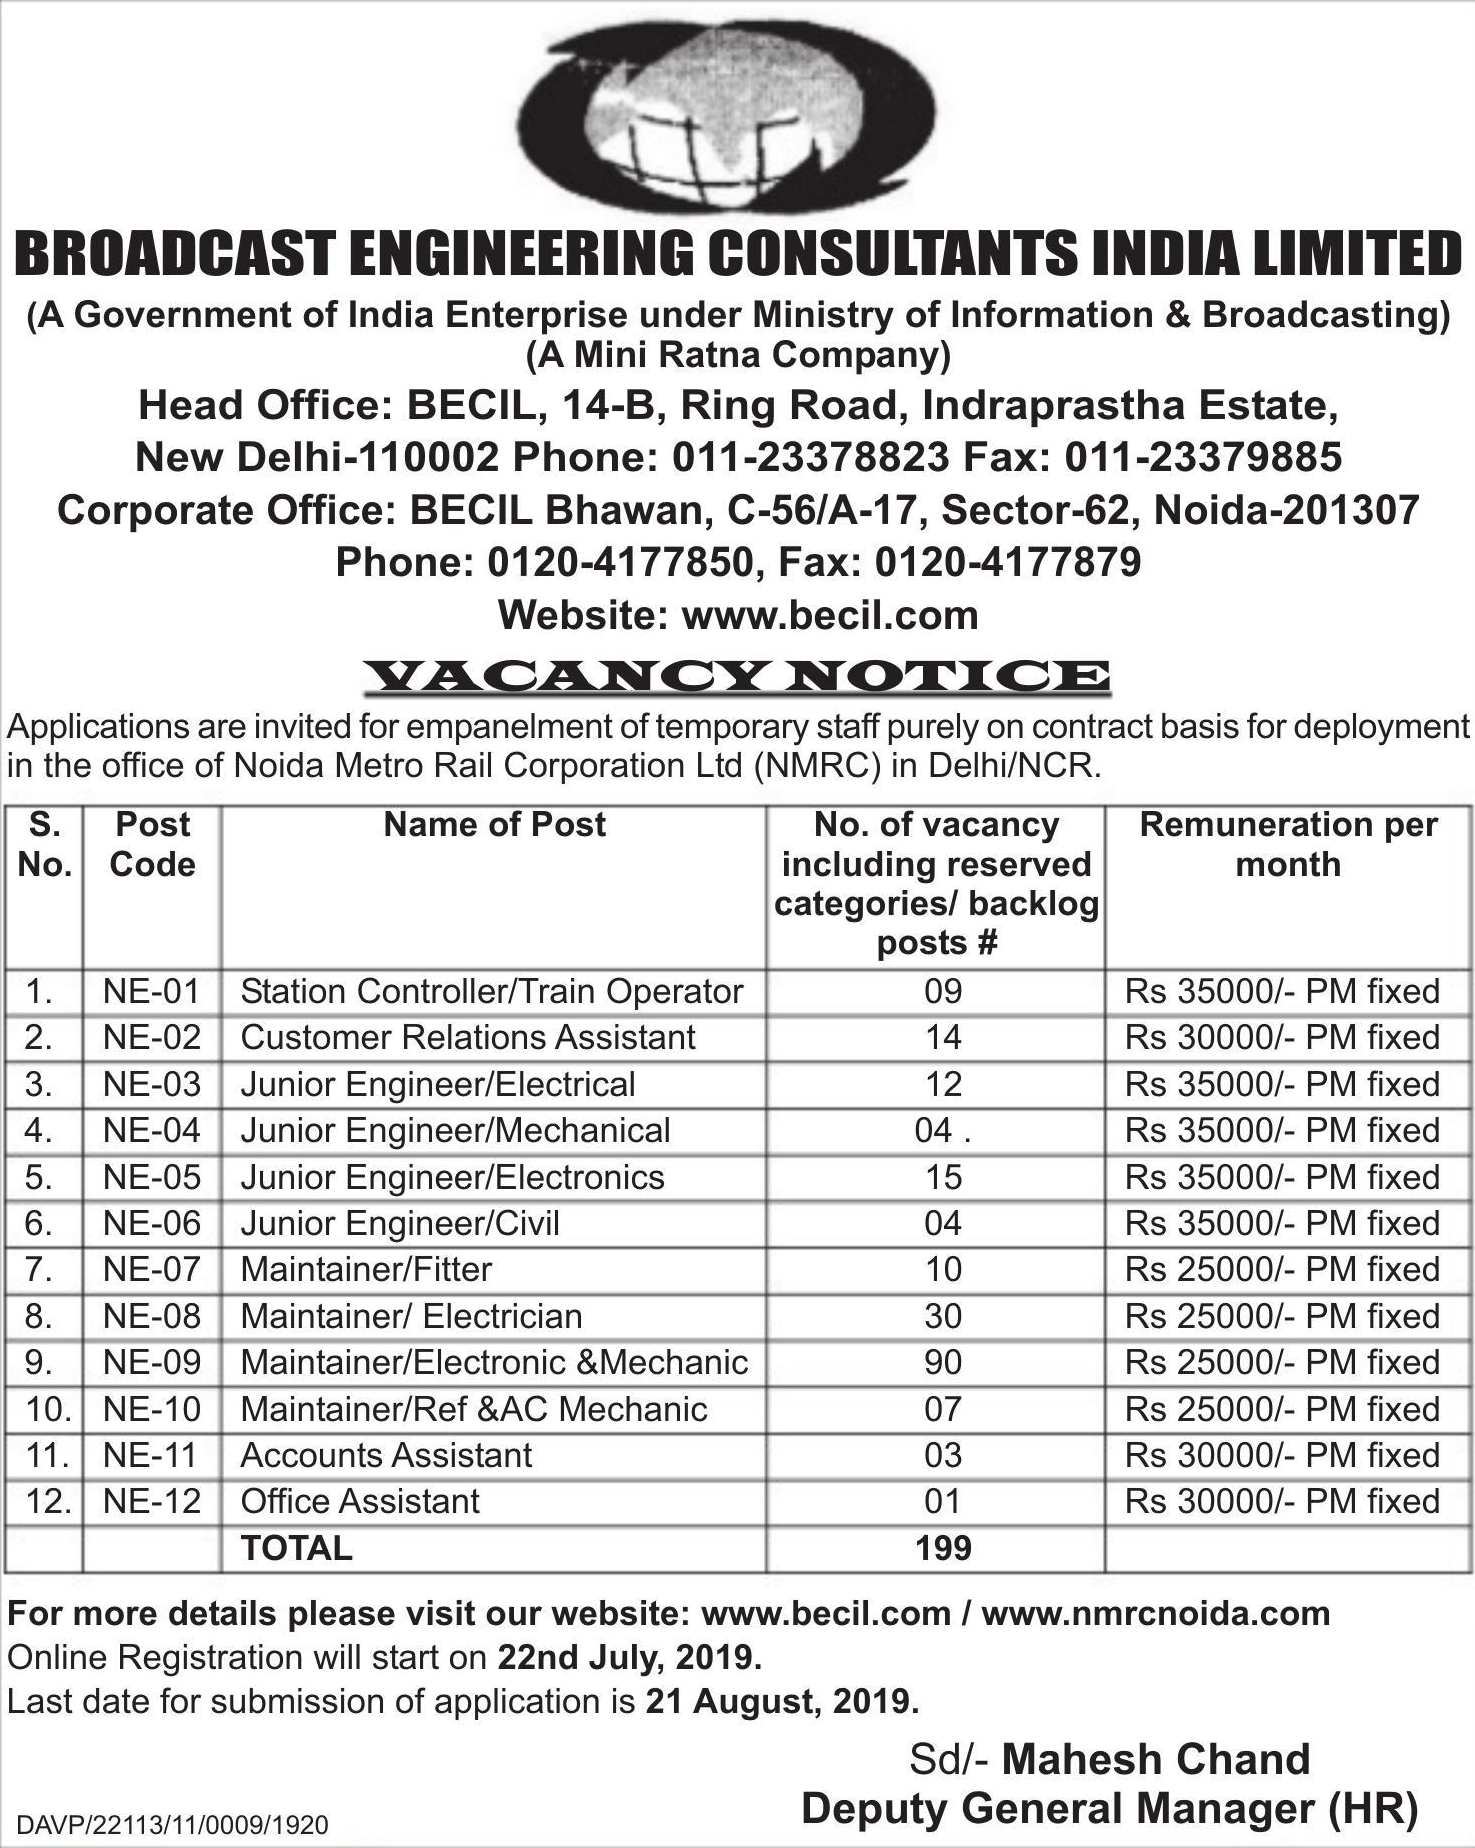 BROADCAST ENGINEERING CONSULTANTS INDIA LIMITED
(A Government of India Enterprise under Ministry of Information & Broadcasting)
(A Mini Ratna Company)
Head Office: BECIL, 14-B, Ring Road, Indraprastha Estate,
New Delhi-110002 Phone: 011-23378823 Fax: 011-23379885
Corporate Office: BECIL Bhawan, C-56/A-17, Sector-62, Noida-201307
Phone: 0120-4177850, Fax: 0120-4177879
Website: www.becil.com
VACANCY NOTICE
Applications are invited for empanelment of temporary staff purely on contract basis for deployment
in the office of Noida Metro Rail Corporation Ltd (NMRC) in Delhi/NCR.
S. No. Post Code Name of Post No. of vacancy including reserved categories/ backlog posts # Remuneration per month
1. NE-01 Station Controller/Train Operator 09 Rs 35000/- PM fixed
2. NE-02 Customer Relations Assistant 14 Rs 30000/- PM fixed
3. NE-03 Junior Engineer/Electrical 12 Rs 35000/- PM fixed
4. NE-04 Junior Engineer/Mechanical 04 . Rs 35000/- PM fixed
5. NE-05 Junior Engineer/Electronics 15 Rs 35000/- PM fixed
6. NE-06 Junior Engineer/Civil 04 Rs 35000/- PM fixed
7. NE-07 Maintainer/Fitter 10 Rs 25000/- PM fixed
8. NE-08 Maintainer/ Electrician 30 Rs 25000/- PM fixed
9. NE-09 Maintainer/Electronic &Mechanic 90 Rs 25000/- PM fixed
10. NE-10 Maintainer/Ref &AC Mechanic 07 Rs 25000/- PM fixed
11. NE-11 Accounts Assistant 03 Rs 30000/- PM fixed
12. NE-12 Office Assistant 01 Rs 30000/- PM fixed
TOTAL 199
For more details please visit our website: www.becil.com / www.nmrcnoida.com
Online Registration will start on 22nd July, 2019.
Last date for submission of application is 21 August, 2019.
Sd/- Mahesh Chand
Deputy General Manager (HR)
DAVP/22113/11/0009/1920